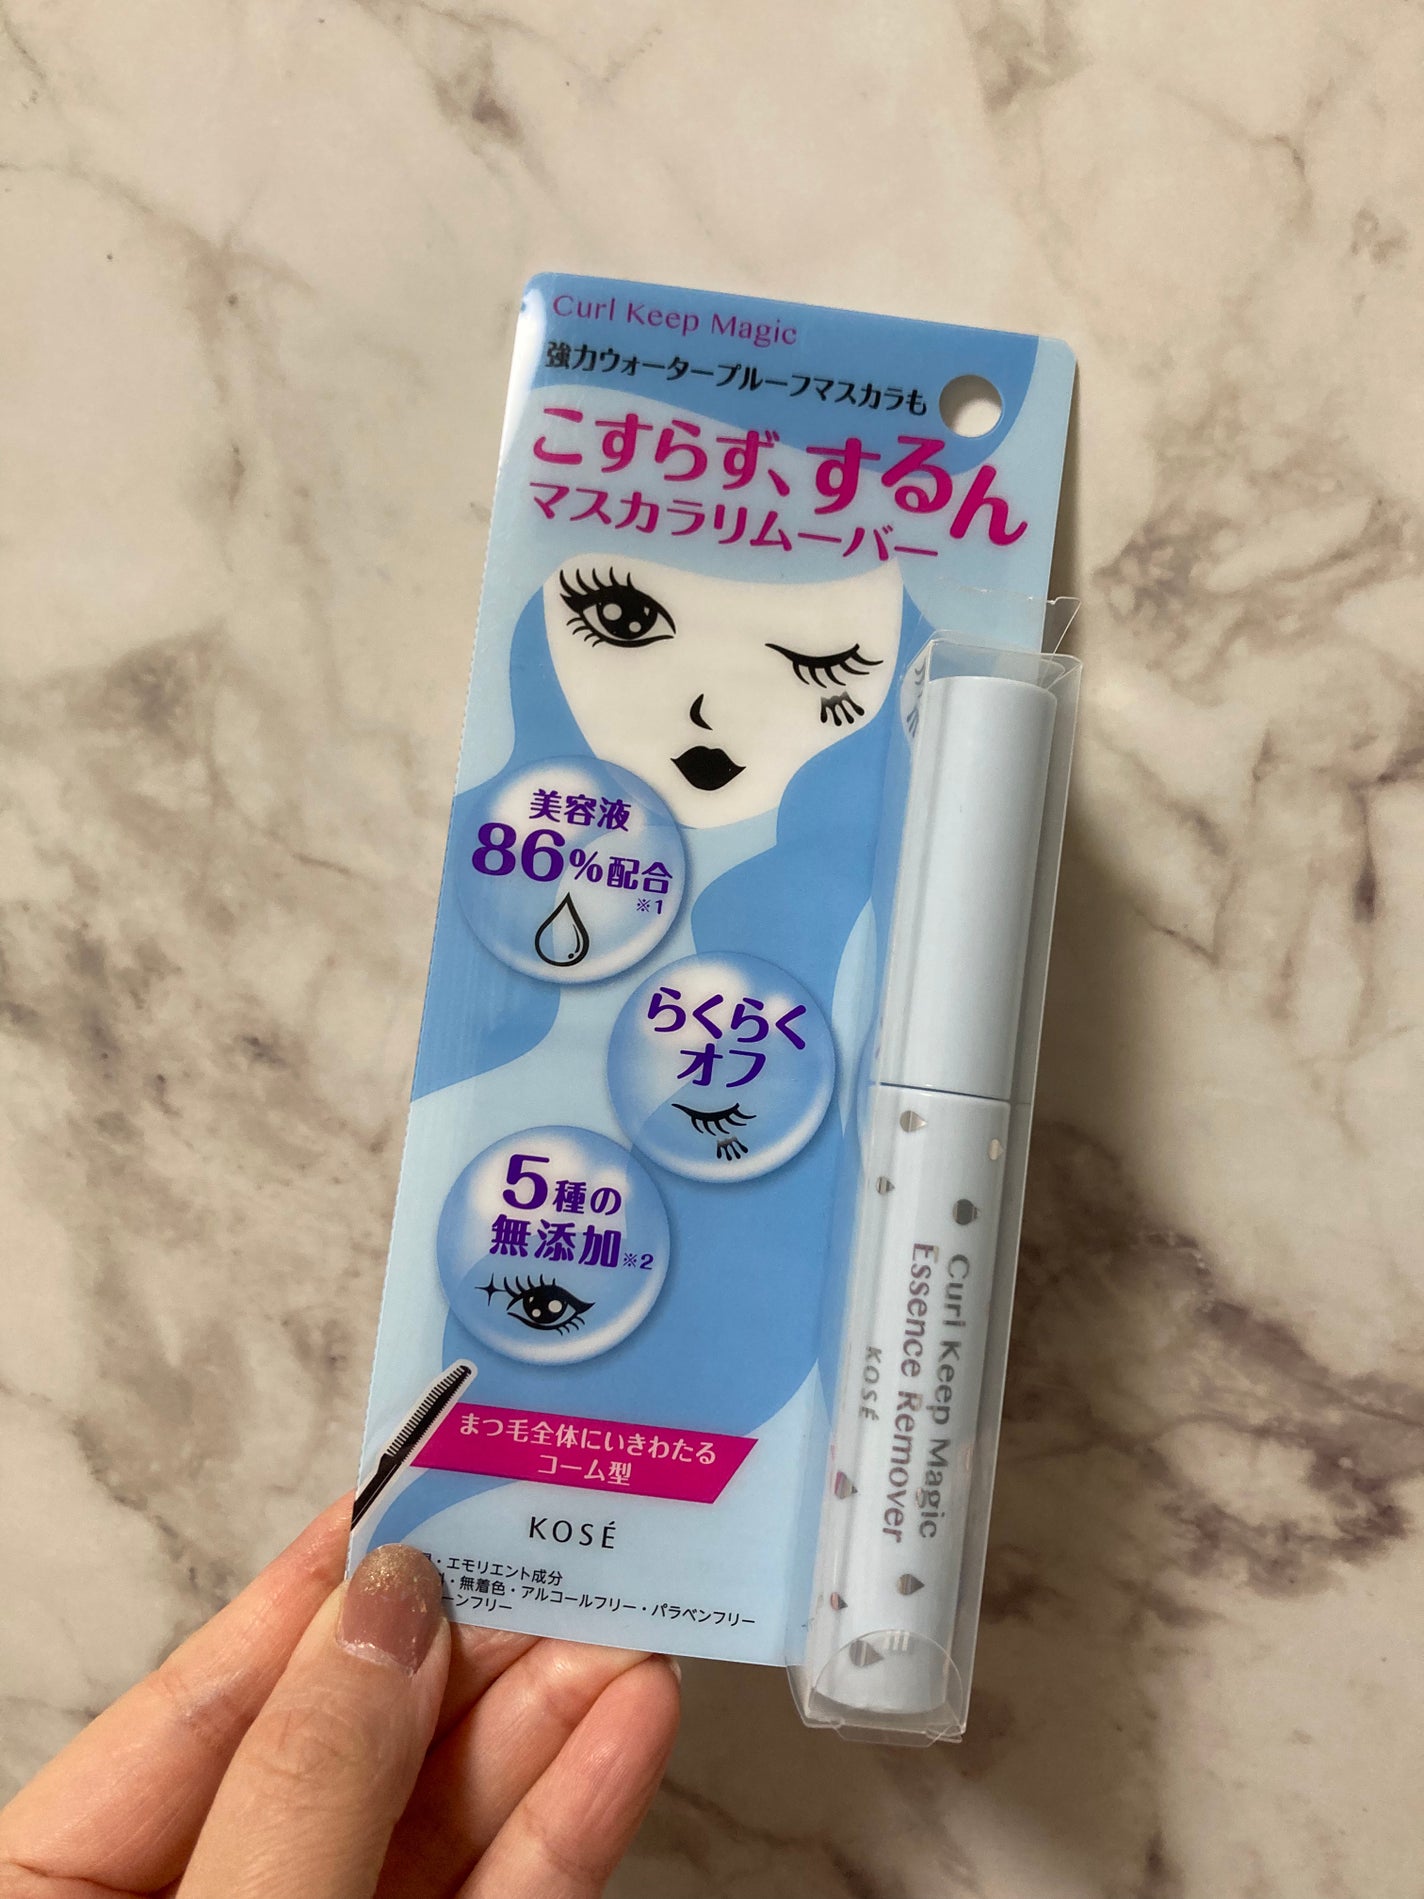 Curl Keep Magic
強力ウォータープルーフマスカラも
こすらず、するん
マスカラリムーバー
美容液
86%配合
※1
らくらく
オフ
5種の
無添加※2
まつ毛全体にいきわたる
コーム型
KOSÉ
・エモリエント成分
・無着色・アルコールフリー・パラベンフリー
ーンフリー
Curl Keep Magic
Essence Remover
KOSÉ